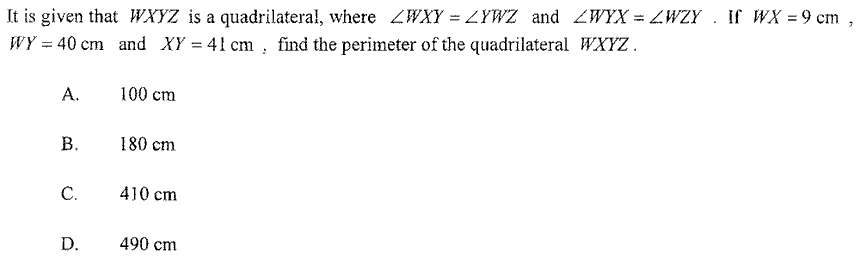 It is given that WXYZ is a quadrilateral, where ∠WXY = ∠YWZ and ∠WYX = ∠WZY . If WX = 9 cm ,
WY = 40 cm and XY = 41 cm , find the perimeter of the quadrilateral WXYZ .
A. 100 cm
B. 180 cm
C. 410 cm
D. 490 cm